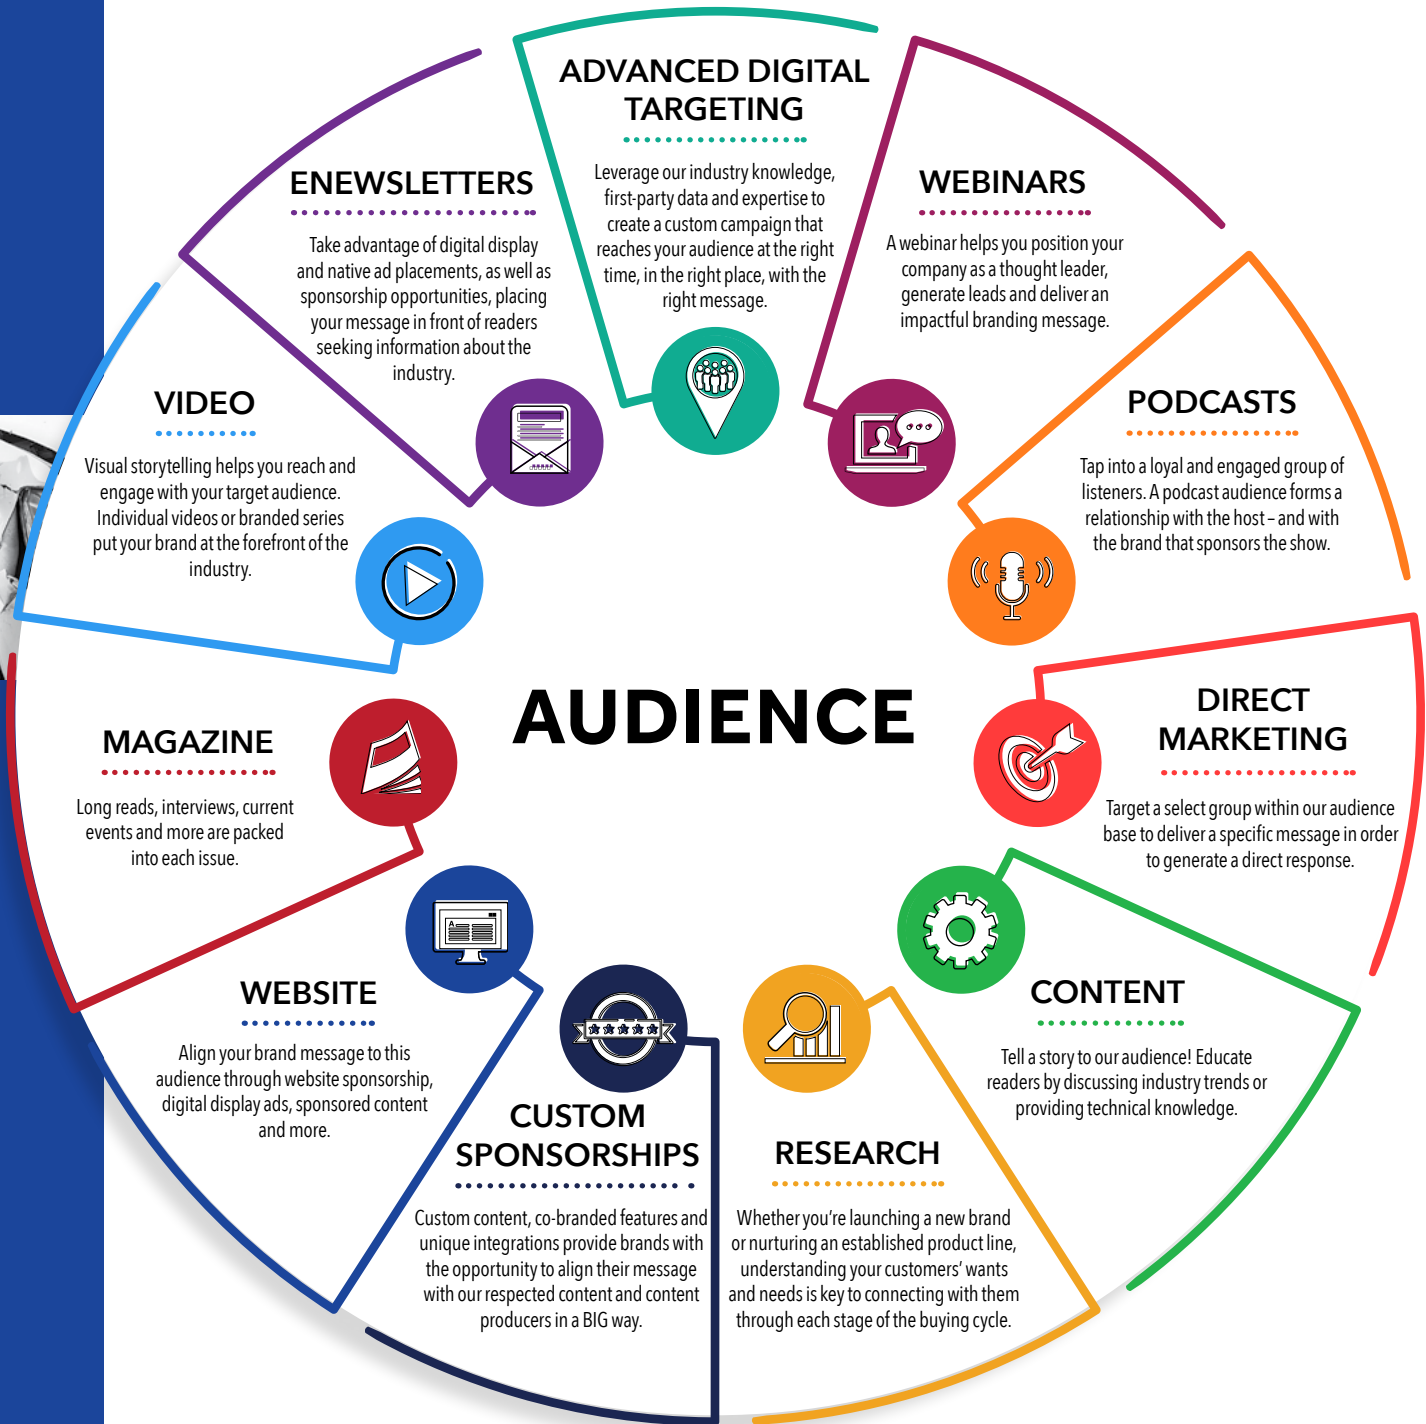 ADVANCED DIGITAL
TARGETING
Leverage our industry knowledge,
first-party data and expertise to
create a custom campaign that
reaches your audience at the right
time, in the right place, with the
right message.
WEBINARS
A webinar helps you position your
company as a thought leader,
generate leads and deliver an
impactful branding message.
PODCASTS
Tap into a loyal and engaged group of
listeners. A podcast audience forms a
relationship with the host – and with
the brand that sponsors the show.
DIRECT
MARKETING
Target a select group within our audience
base to deliver a specific message in order
to generate a direct response.
CONTENT
Tell a story to our audience! Educate
readers by discussing industry trends or
providing technical knowledge.
RESEARCH
Whether you're launching a new brand
or nurturing an established product line,
understanding your customers' wants
and needs is key to connecting with them
through each stage of the buying cycle.
CUSTOM
SPONSORSHIPS
Custom content, co-branded features and
unique integrations provide brands with
the opportunity to align their message
with our respected content and content
producers in a BIG way.
WEBSITE
Align your brand message to this
audience through website sponsorship,
digital display ads, sponsored content
and more.
MAGAZINE
Long reads, interviews, current
events and more are packed
into each issue.
VIDEO
Visual storytelling helps you reach and
engage with your target audience.
Individual videos or branded series
put your brand at the forefront of the
industry.
ENEWSLETTERS
Take advantage of digital display
and native ad placements, as well as
sponsorship opportunities, placing
your message in front of readers
seeking information about the
industry.
AUDIENCE